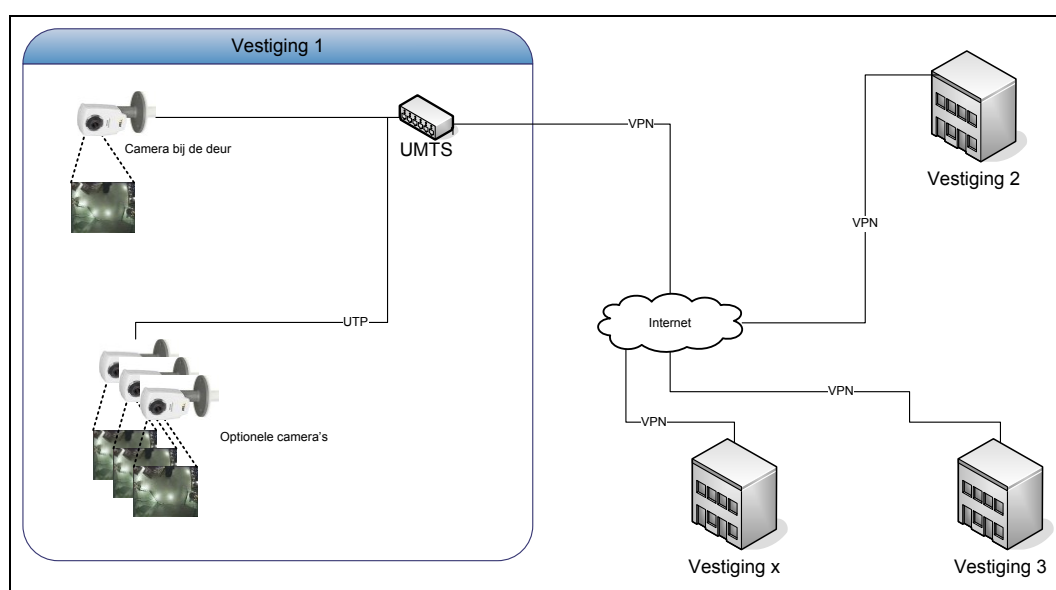 Vestiging 1
Camera bij de deur
UMTS
VPN
Vestiging 2
VPN
Internet
UTP
Optionele camera's
VPN
VPN
Vestiging x
Vestiging 3